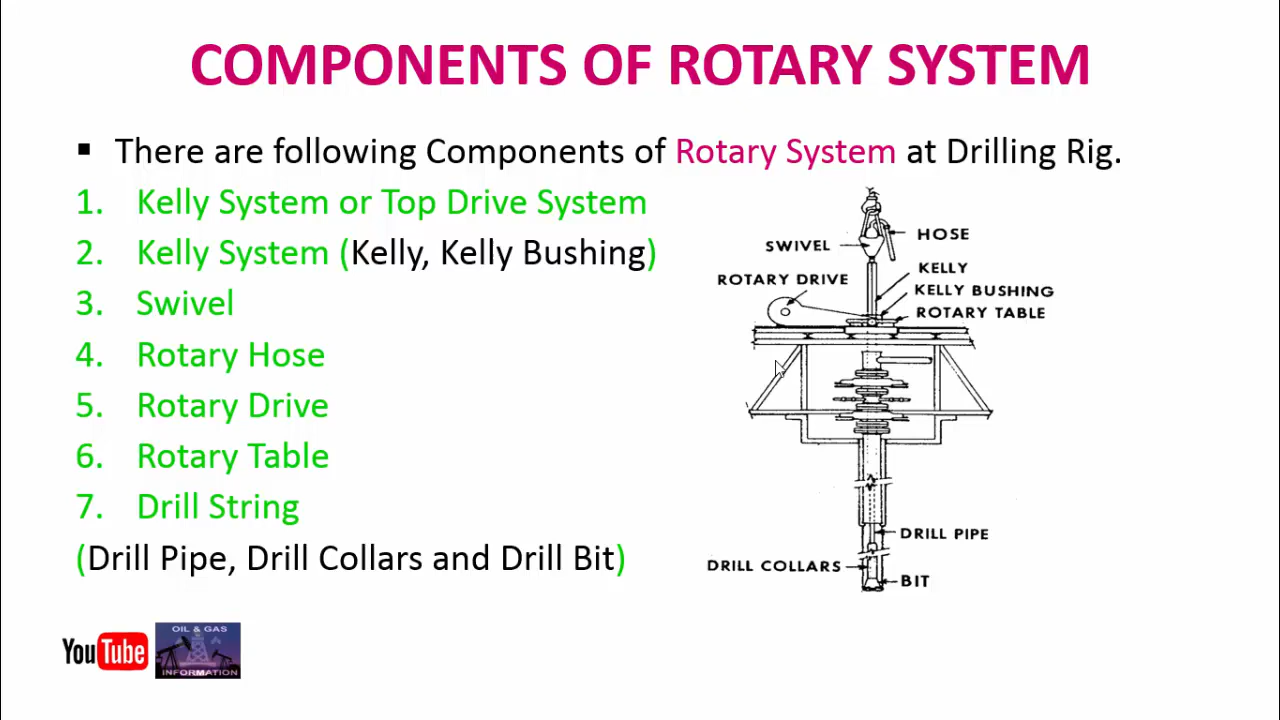 COMPONENTS OF ROTARY SYSTEM
▪ There are following Components of Rotary System at Drilling Rig.
1. Kelly System or Top Drive System
2. Kelly System (Kelly, Kelly Bushing)
3. Swivel
4. Rotary Hose
5. Rotary Drive
6. Rotary Table
7. Drill String
(Drill Pipe, Drill Collars and Drill Bit)
HOSE
SWIVEL
KELLY
ROTARY DRIVE
KELLY BUSHING
ROTARY TABLE
DRILL PIPE
DRILL COLLARS
BIT
YouTube
OIL & GAS
INFORMATION